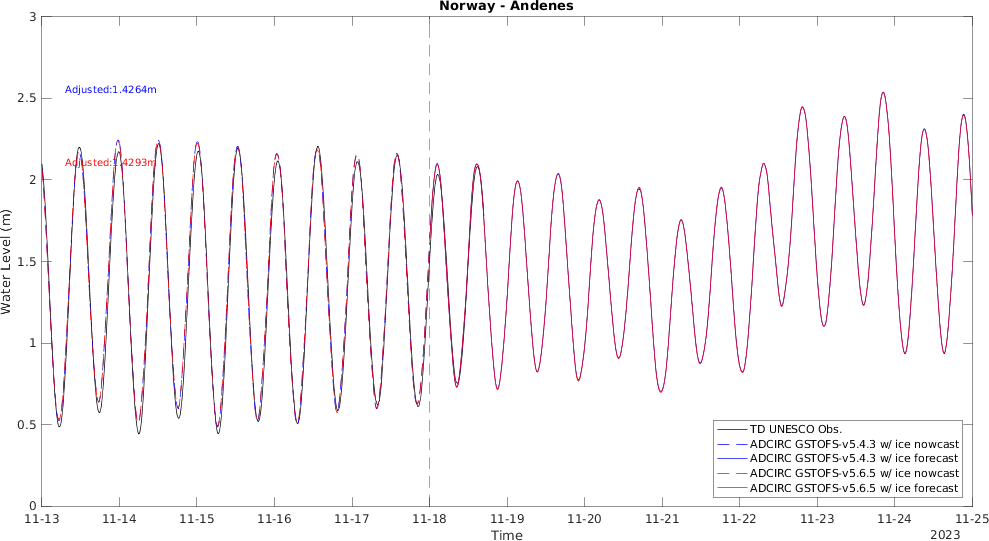 Norway - Andenes
3
Adjusted:1.4264m
2.5
Adjusted:1.4293m
2
Water Level (m)
1.5
1
0.5
0
TD UNESCO Obs.
ADCIRC GSTOFS-v5.4.3 w/ ice nowcast
ADCIRC GSTOFS-v5.4.3 w/ ice forecast
ADCIRC GSTOFS-v5.6.5 w/ ice nowcast
ADCIRC GSTOFS-v5.6.5 w/ ice forecast
11-13 11-14 11-15 11-16 11-17 11-18 11-19 11-20 11-21 11-22 11-23 11-24 11-25
Time
2023